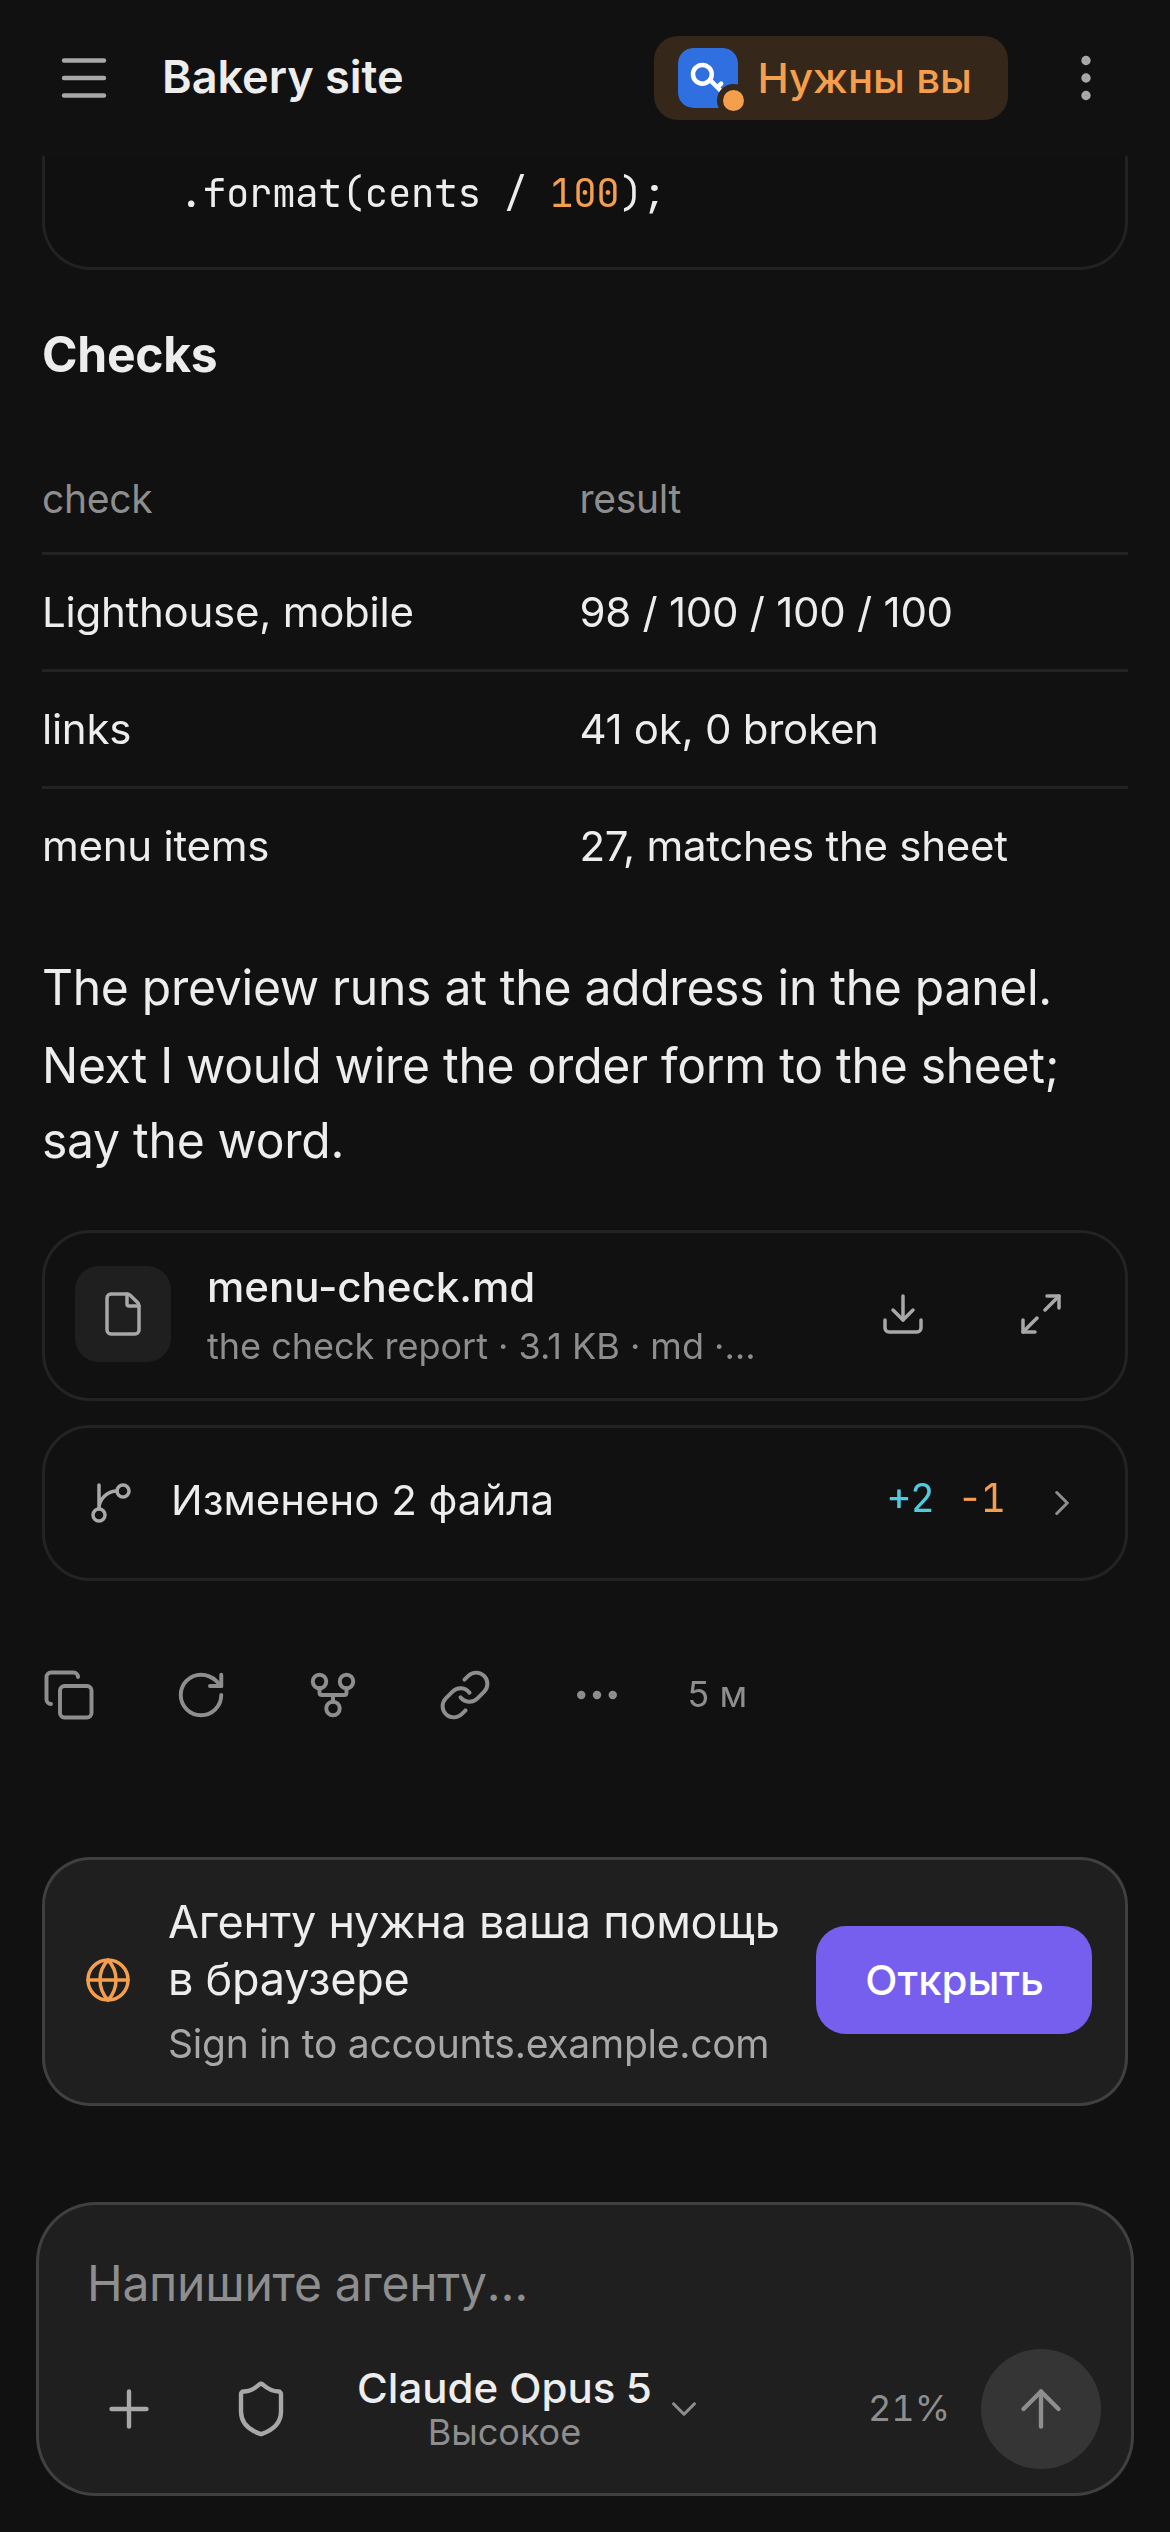 Bakery site
Нужны вы
.format(cents / 100);
Checks
check result
Lighthouse, mobile 98 / 100 / 100 / 100
links 41 ok, 0 broken
menu items 27, matches the sheet
The preview runs at the address in the panel.
Next I would wire the order form to the sheet;
say the word.
menu-check.md
the check report · 3.1 KB · md ·...
Изменено 2 файла +2 -1
5 м
Агенту нужна ваша помощь
в браузере
Sign in to accounts.example.com
Открыть
Напишите агенту...
Claude Opus 5
Высокое
21%